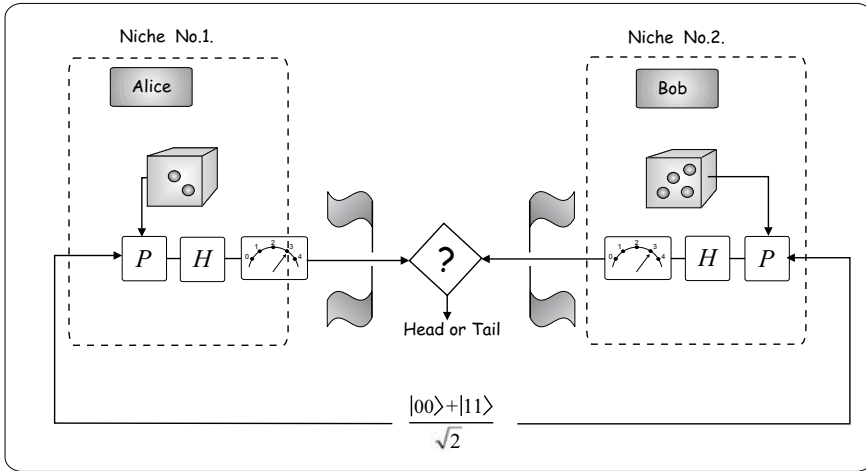 Niche No.1.
Niche No.2.
Alice
Bob
P
H
0 1 2 3 4
?
0 1 2 3 4
H
P
Head or Tail
|00⟩+|11⟩
√2